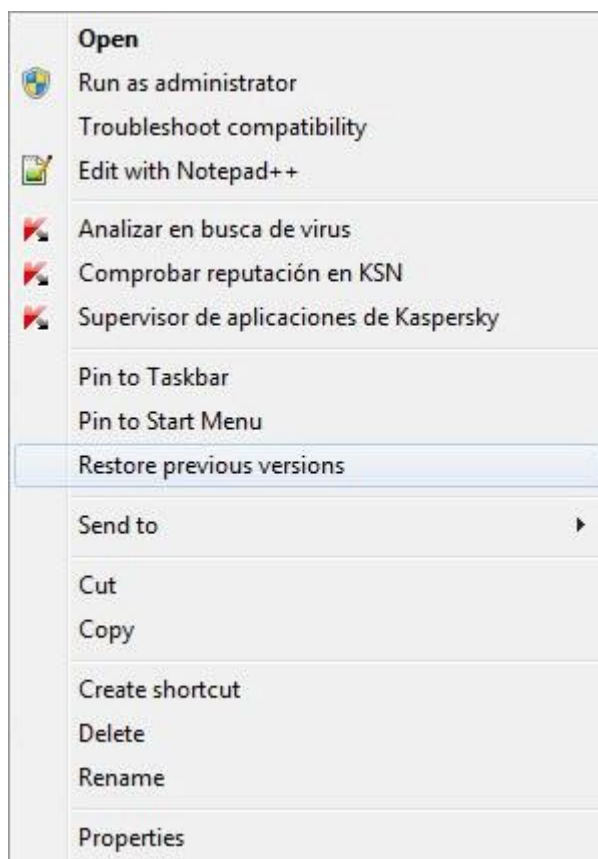 Open
Run as administrator
Troubleshoot compatibility
Edit with Notepad++
Analizar en busca de virus
Comprobar reputación en KSN
Supervisor de aplicaciones de Kaspersky
Pin to Taskbar
Pin to Start Menu
Restore previous versions
Send to
Cut
Copy
Create shortcut
Delete
Rename
Properties